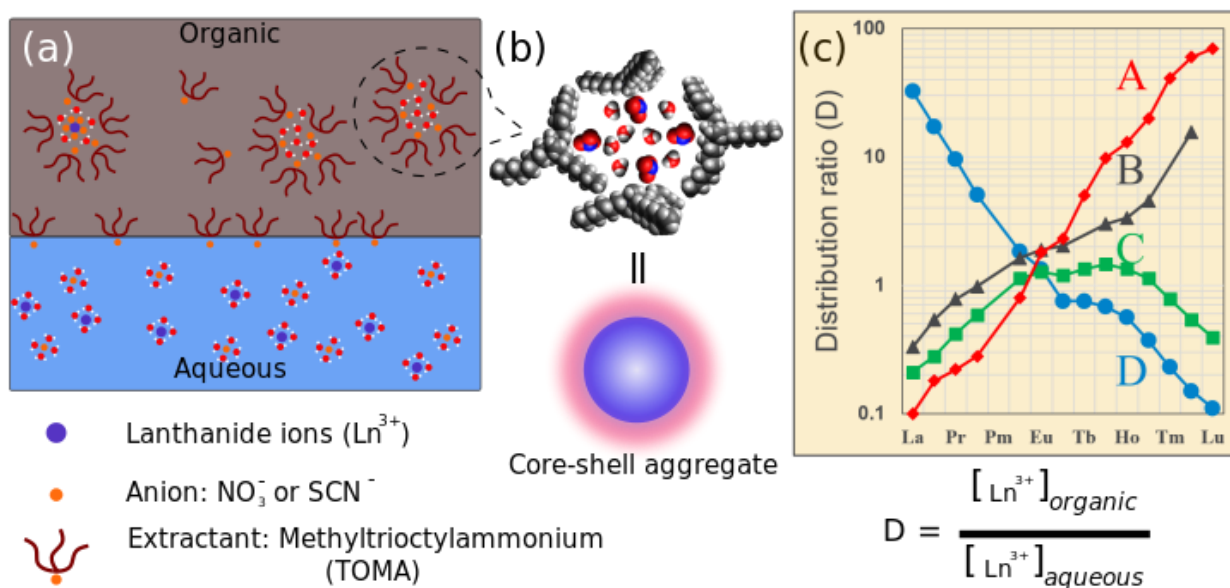 (a)
Organic
Aqueous
Lanthanide ions (Ln³⁺)
Anion: NO₃⁻ or SCN⁻
Extractant: Methyltrioctylammonium
(TOMA)
(b)
=
Core-shell aggregate
(c)
Distribution ratio (D)
100
10
1
0.1
A
B
C
D
La Pr Pm Eu Tb Ho Tm Lu
D = [Ln³⁺]organic
[Ln³⁺]aqueous